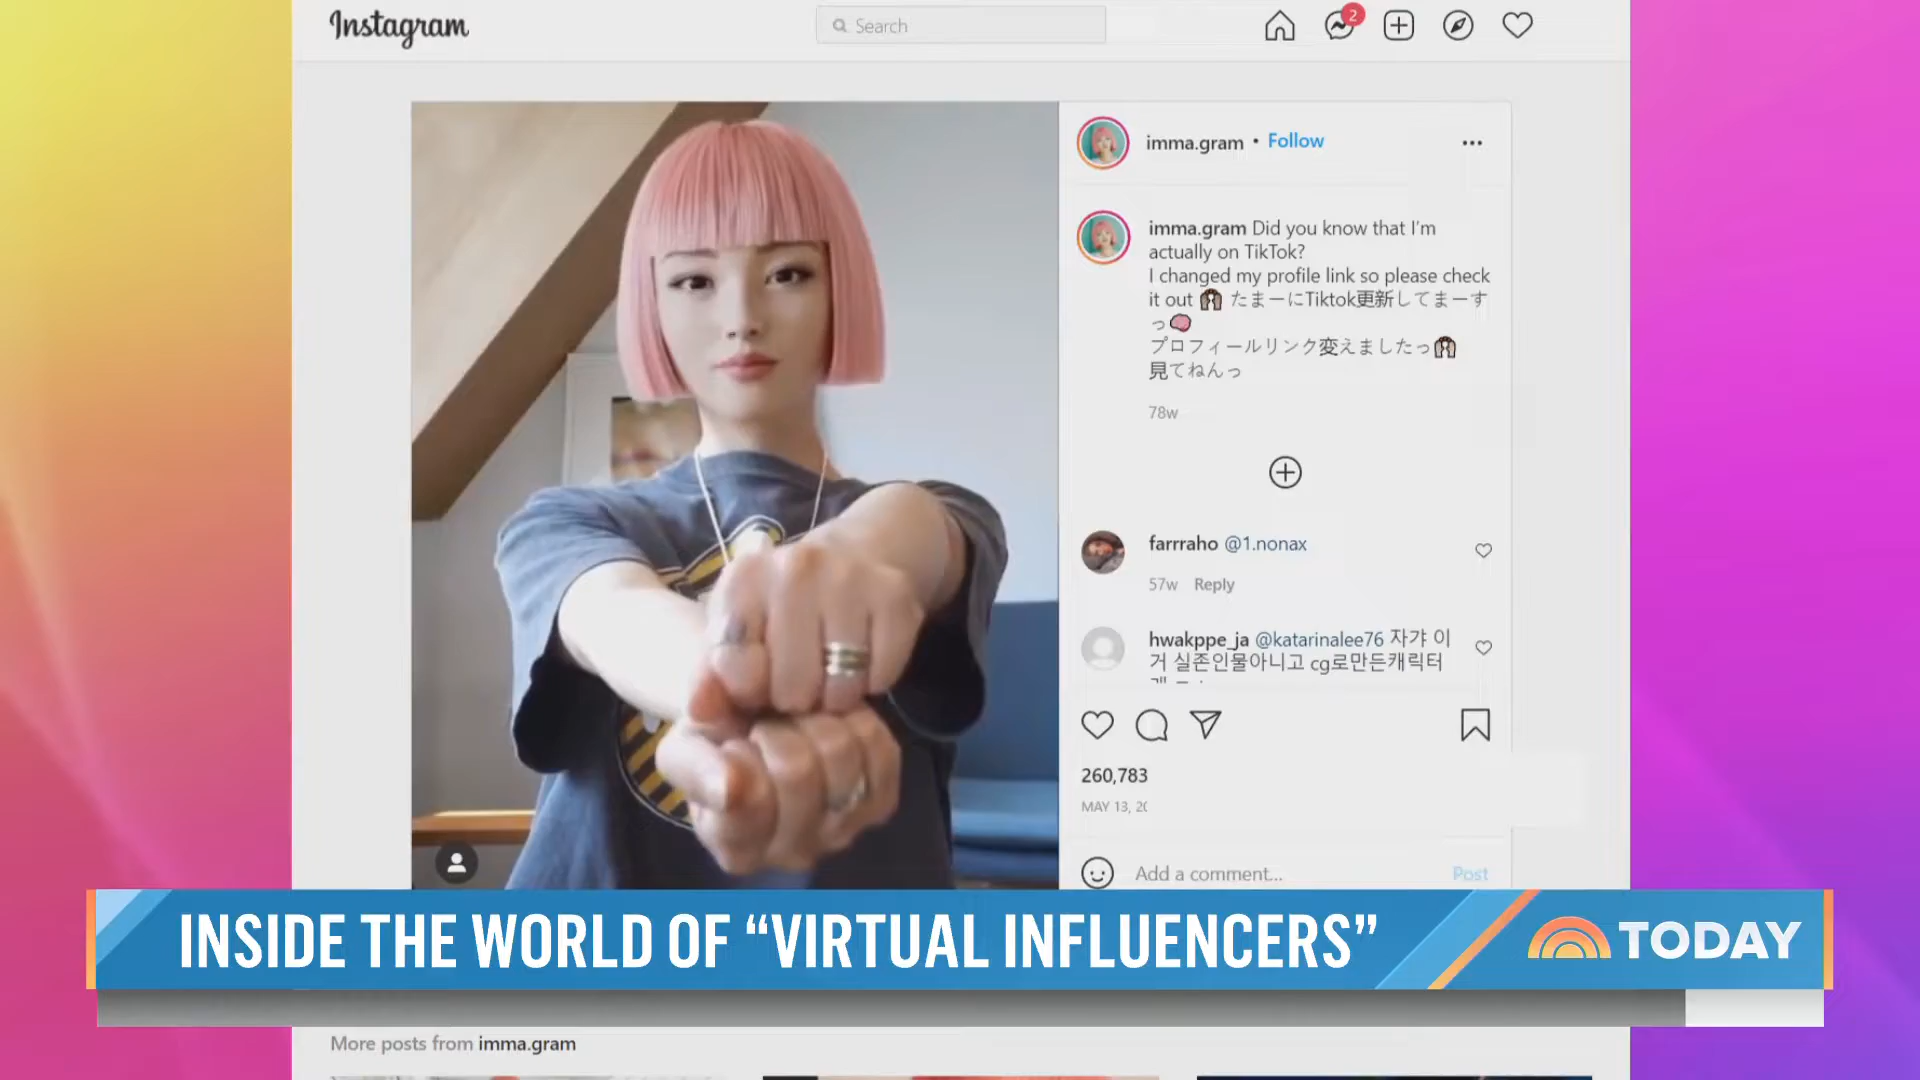 Instagram
Search
2
imma.gram • Follow
imma.gram Did you know that I'm
actually on TikTok?
I changed my profile link so please check
it out たまーにTiktok更新してまーす
っ
プロフィールリンク変えましたっ
見てねんっ
78w
farrraho @1.nonax
57w Reply
hwakppe_ja @katarinalee76 자갸 이
거 실존인물아니고 cg로만든캐릭터
260,783
MAY 13, 20
Add a comment...
Post
INSIDE THE WORLD OF “VIRTUAL INFLUENCERS”
TODAY
More posts from imma.gram